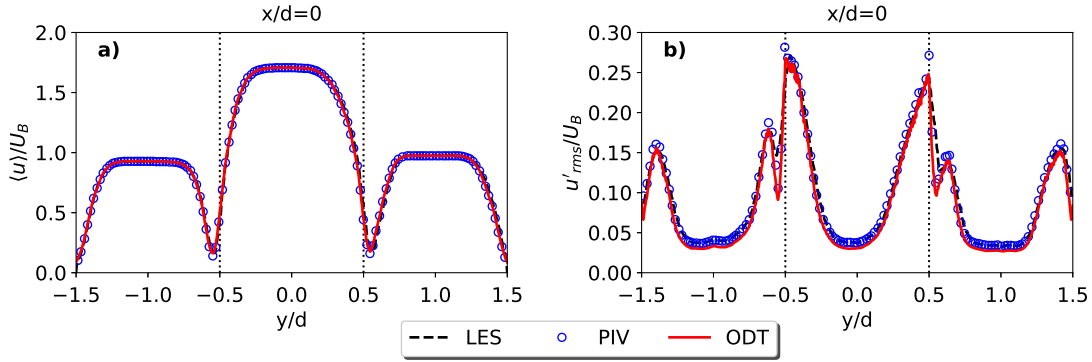 x/d=0
a)
2.0
1.5
1.0
0.5
0.0
⟨u⟩/U_B
−1.5 −1.0 −0.5 0.0 0.5 1.0 1.5
y/d
x/d=0
b)
0.30
0.25
0.20
0.15
0.10
0.05
0.00
u'_rms/U_B
−1.5 −1.0 −0.5 0.0 0.5 1.0 1.5
y/d
LES PIV ODT